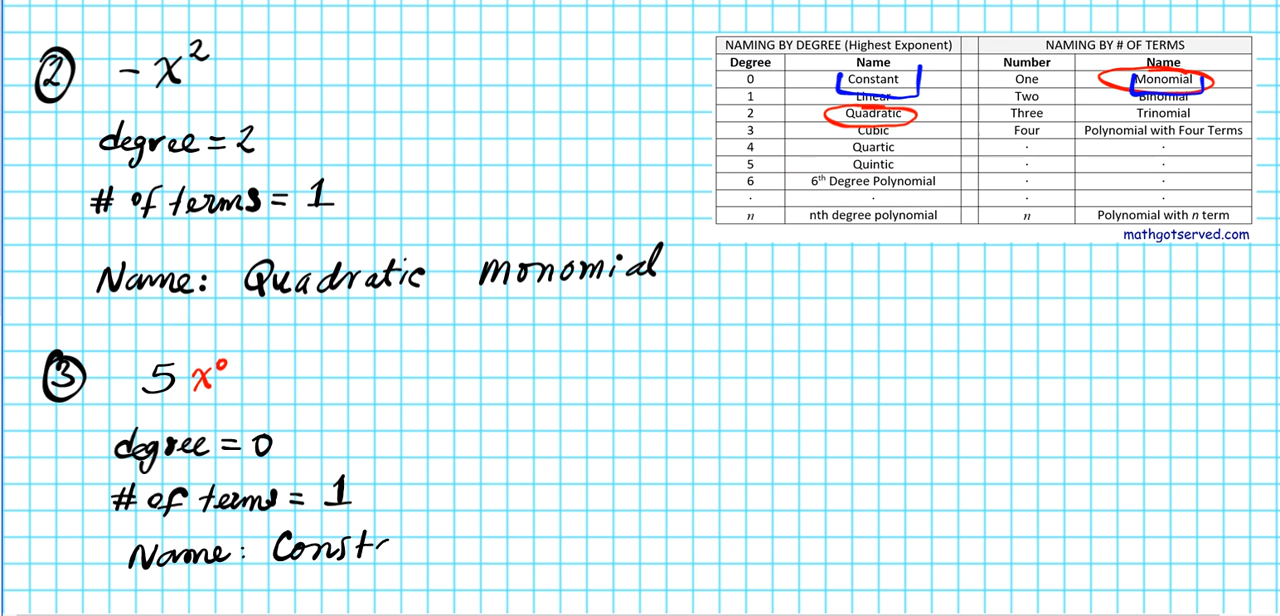 ② - x²
degree = 2
# of terms = 1
Name: Quadratic monomial
③ 5 x⁰
degree = 0
# of terms = 1
Name: Const
NAMING BY DEGREE (Highest Exponent) NAMING BY # OF TERMS
Degree Name Number Name
0 Constant One Monomial
1 Linear Two Binomial
2 Quadratic Three Trinomial
3 Cubic Four Polynomial with Four Terms
4 Quartic . .
5 Quintic . .
6 6th Degree Polynomial . .
. . . .
n nth degree polynomial n Polynomial with n term
mathgotserved.com